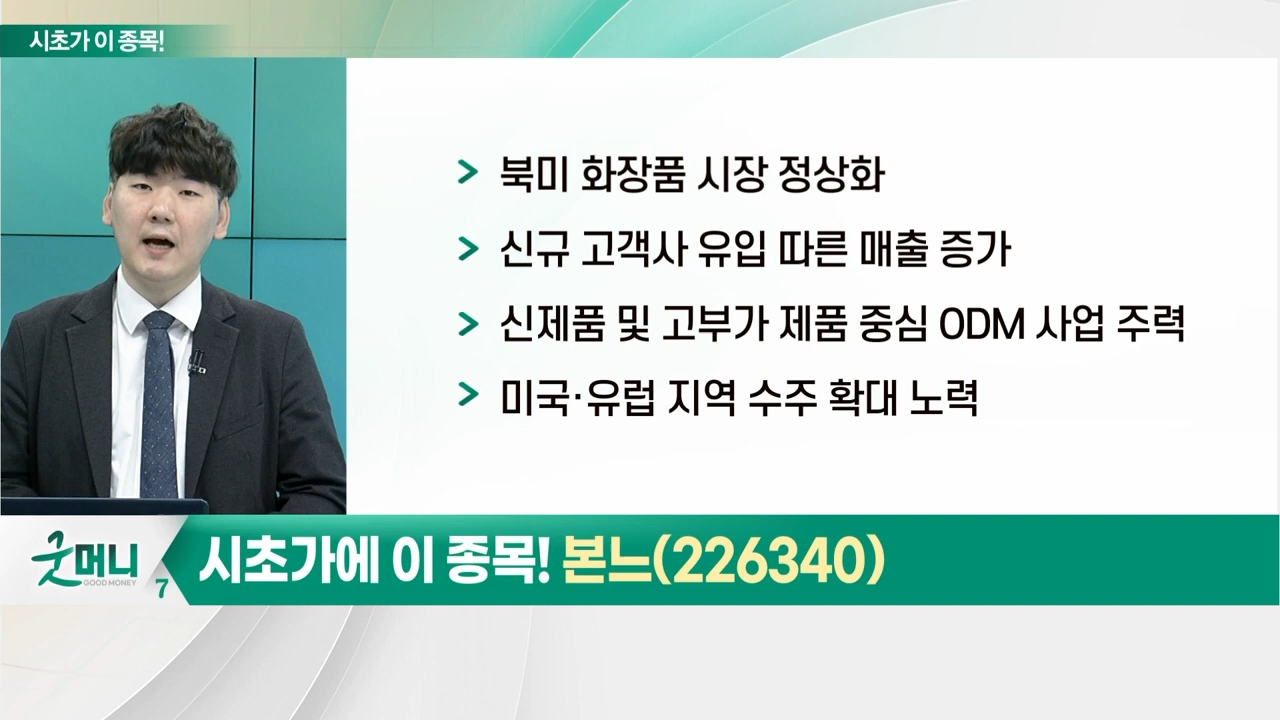 시초가 이 종목!
> 북미 화장품 시장 정상화
> 신규 고객사 유입 따른 매출 증가
> 신제품 및 고부가 제품 중심 ODM 사업 주력
> 미국·유럽 지역 수주 확대 노력
굿머니
GOOD MONEY
7
시초가에 이 종목! 본느(226340)